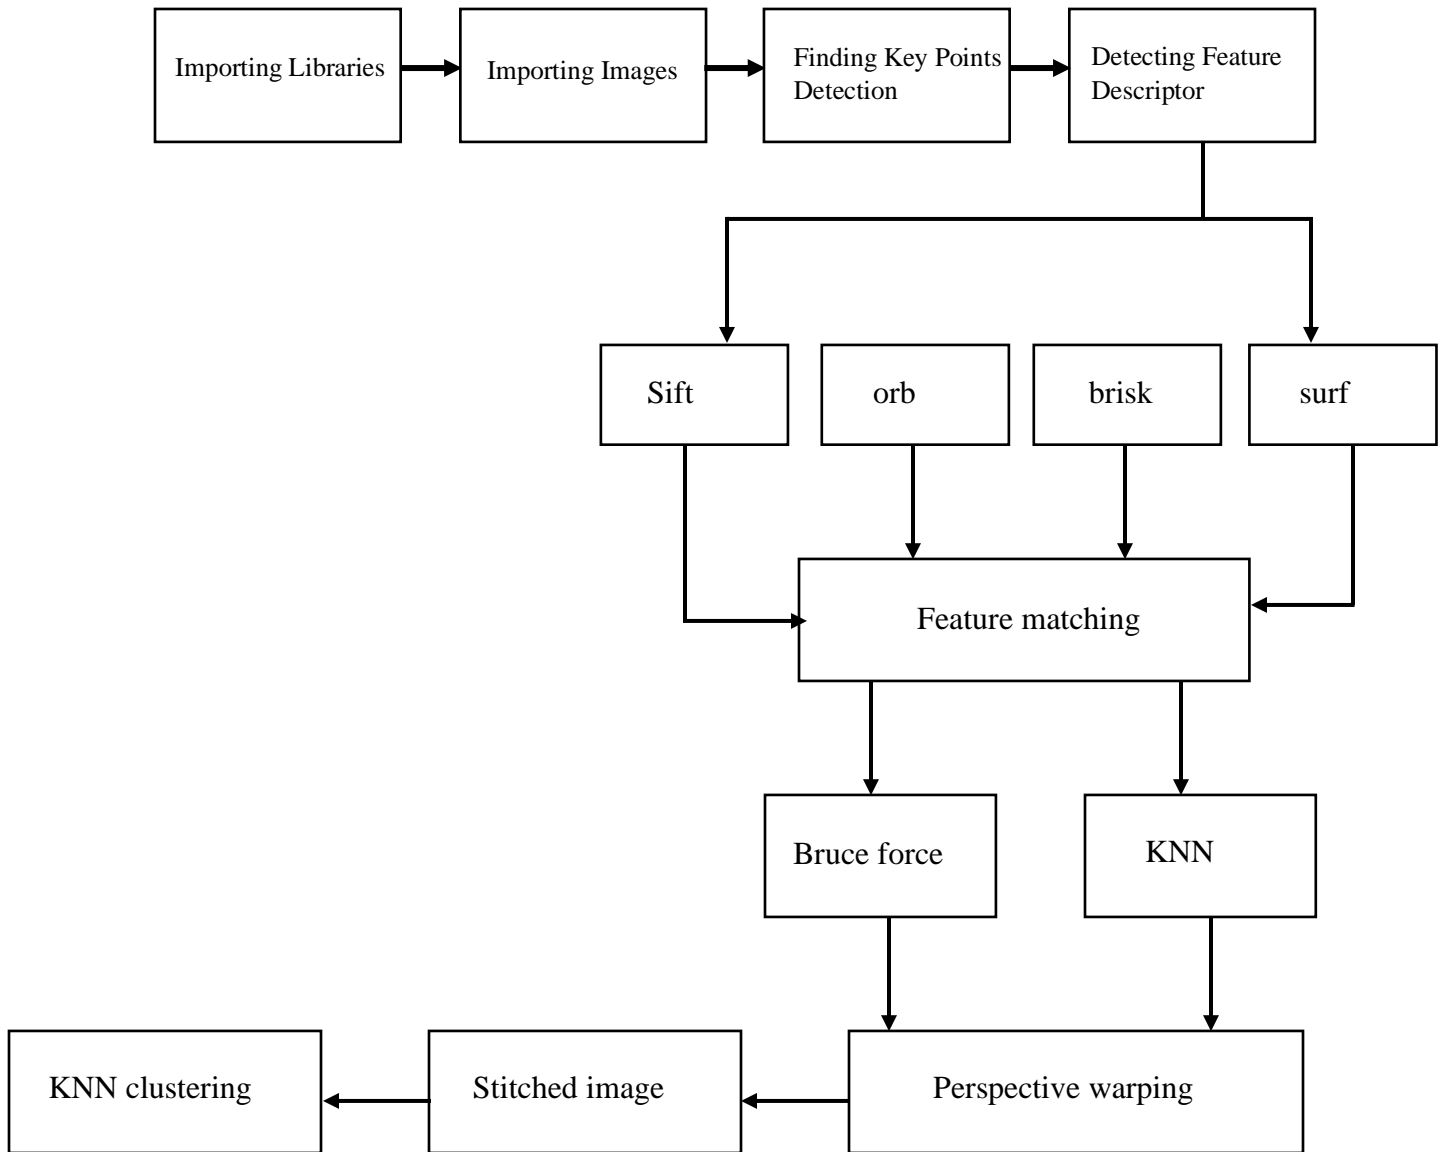 Importing Libraries
Importing Images
Finding Key Points
Detection
Detecting Feature
Descriptor
Sift
orb
brisk
surf
Feature matching
Bruce force
KNN
KNN clustering
Stitched image
Perspective warping